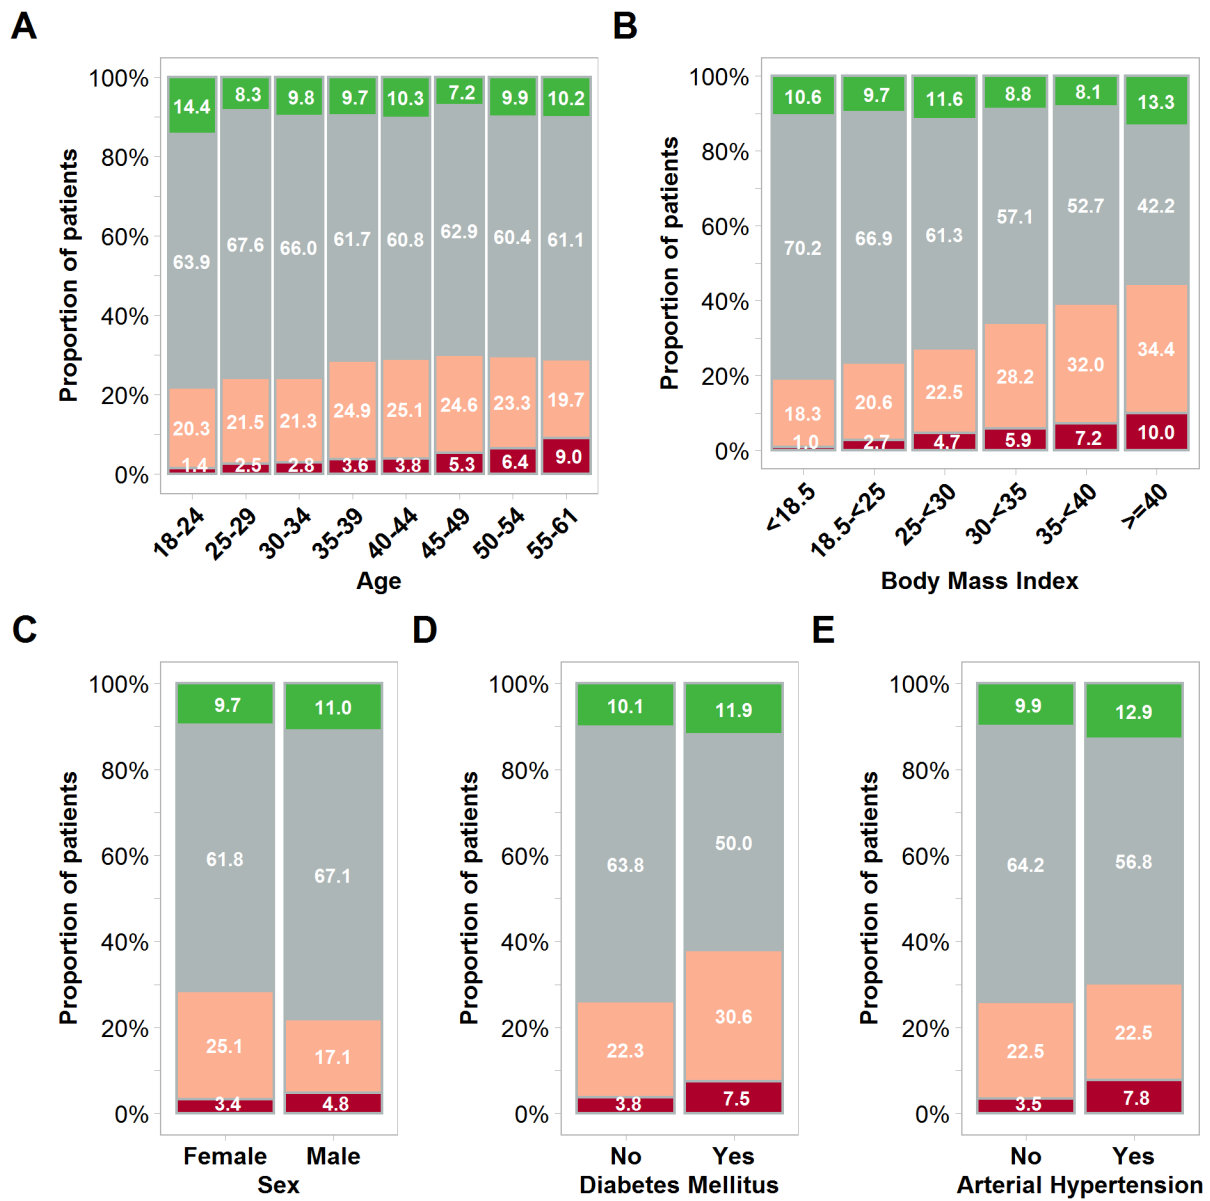 A
100%
80%
60%
40%
20%
0%
Proportion of patients
14.4 8.3 9.8 9.7 10.3 7.2 9.9 10.2
63.9 67.6 66.0 61.7 60.8 62.9 60.4 61.1
20.3 21.5 21.3 24.9 25.1 24.6 23.3 19.7
1.4 2.5 2.8 3.6 3.8 5.3 6.4 9.0
18-24 25-29 30-34 35-39 40-44 45-49 50-54 55-61
Age
B
100%
80%
60%
40%
20%
0%
Proportion of patients
10.6 9.7 11.6 8.8 8.1 13.3
70.2 66.9 61.3 57.1 52.7 42.2
18.3 20.6 22.5 28.2 32.0 34.4
1.0 2.7 4.7 5.9 7.2 10.0
<18.5 18.5-<25 25-<30 30-<35 35-<40 >=40
Body Mass Index
C
100%
80%
60%
40%
20%
0%
Proportion of patients
9.7 11.0
61.8 67.1
25.1 17.1
3.4 4.8
Female Male
Sex
D
100%
80%
60%
40%
20%
0%
Proportion of patients
10.1 11.9
63.8 50.0
22.3 30.6
3.8 7.5
No Yes
Diabetes Mellitus
E
100%
80%
60%
40%
20%
0%
Proportion of patients
9.9 12.9
64.2 56.8
22.5 22.5
3.5 7.8
No Yes
Arterial Hypertension